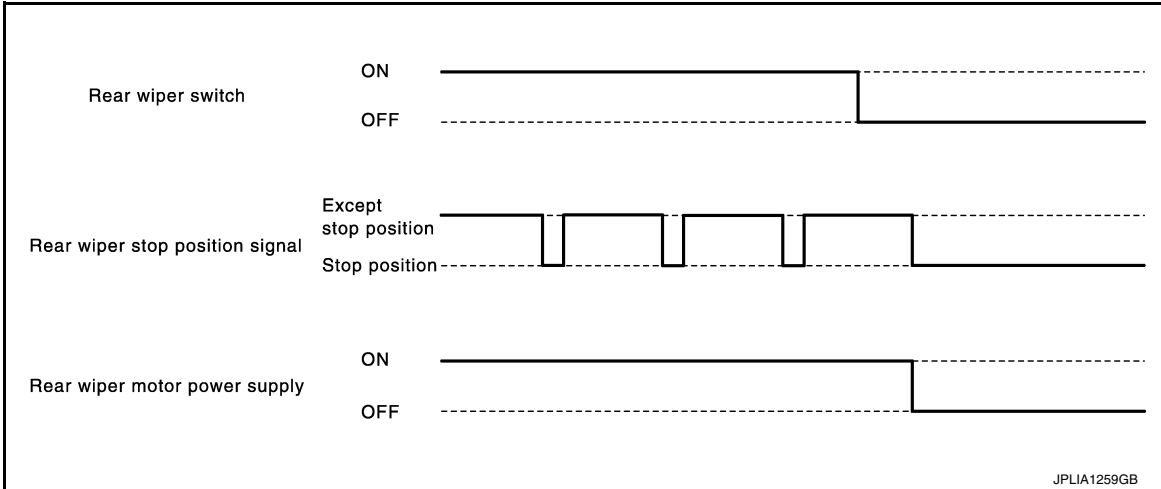 ON
Rear wiper switch
OFF
Except
stop position
Rear wiper stop position signal
Stop position
ON
Rear wiper motor power supply
OFF
JPLIA1259GB